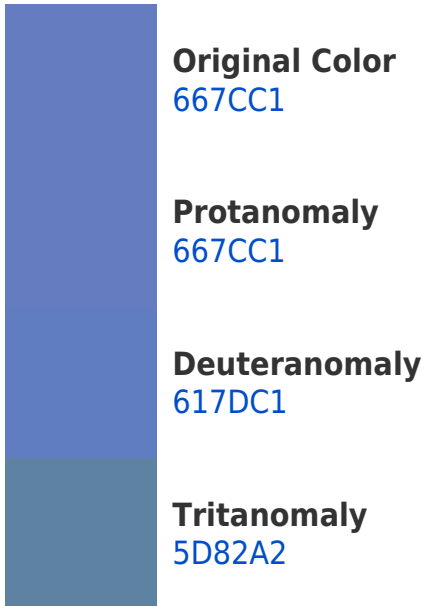 Original Color
667CC1
Protanomaly
667CC1
Deuteranomaly
617DC1
Tritanomaly
5D82A2